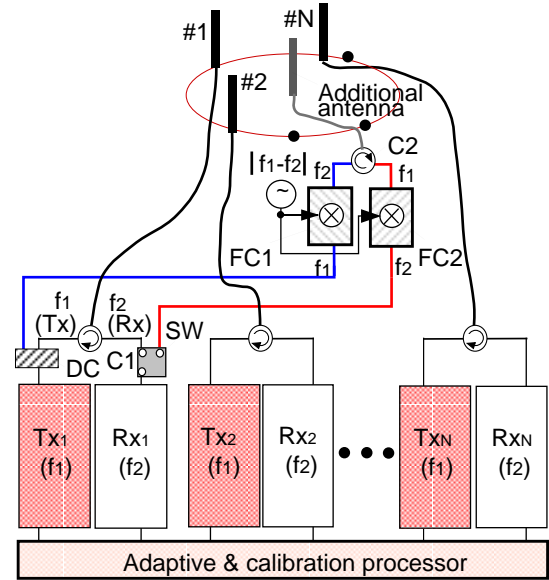 #1
#N
#2
Additional
antenna
|f1-f2|
f2
C2
f1
~
FC1
f1
f2
FC2
f1
(Tx)
f2
(Rx)
SW
DC
C1
Tx1
(f1)
Rx1
(f2)
Tx2
(f1)
Rx2
(f2)
TxN
(f1)
RxN
(f2)
Adaptive & calibration processor